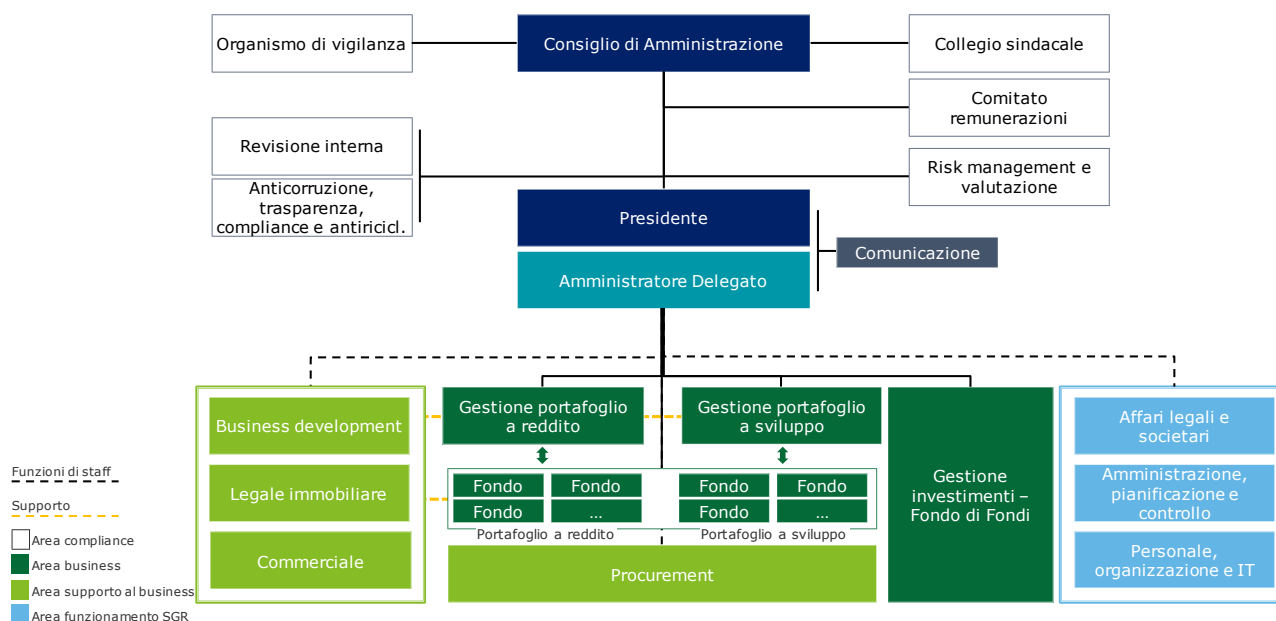 Organismo di vigilanza
Consiglio di Amministrazione
Collegio sindacale
Comitato
remunerazioni
Revisione interna
Risk management e
valutazione
Anticorruzione,
trasparenza,
compliance e antiricicl.
Presidente
Comunicazione
Amministratore Delegato
Business development
Legale immobiliare
Commerciale
Gestione portafoglio
a reddito
Gestione portafoglio
a sviluppo
Fondo
Fondo
Fondo
...
Portafoglio a reddito
Fondo
Fondo
Fondo
...
Portafoglio a sviluppo
Procurement
Gestione
investimenti –
Fondo di Fondi
Affari legali e
societari
Amministrazione,
pianificazione e
controllo
Personale,
organizzazione e IT
Funzioni di staff
Supporto
Area compliance
Area business
Area supporto al business
Area funzionamento SGR